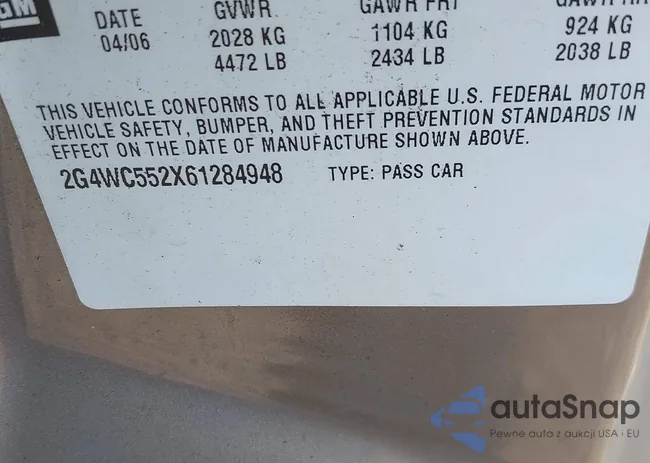 GM
DATE GVWR GAWR FRT
04/06 2028 KG 1104 KG 924 KG
4472 LB 2434 LB 2038 LB
THIS VEHICLE CONFORMS TO ALL APPLICABLE U.S. FEDERAL MOTOR
VEHICLE SAFETY, BUMPER, AND THEFT PREVENTION STANDARDS IN
EFFECT ON THE DATE OF MANUFACTURE SHOWN ABOVE.
2G4WC552X61284948 TYPE: PASS CAR
autaSnap
Pewne auta z aukcji USA i EU